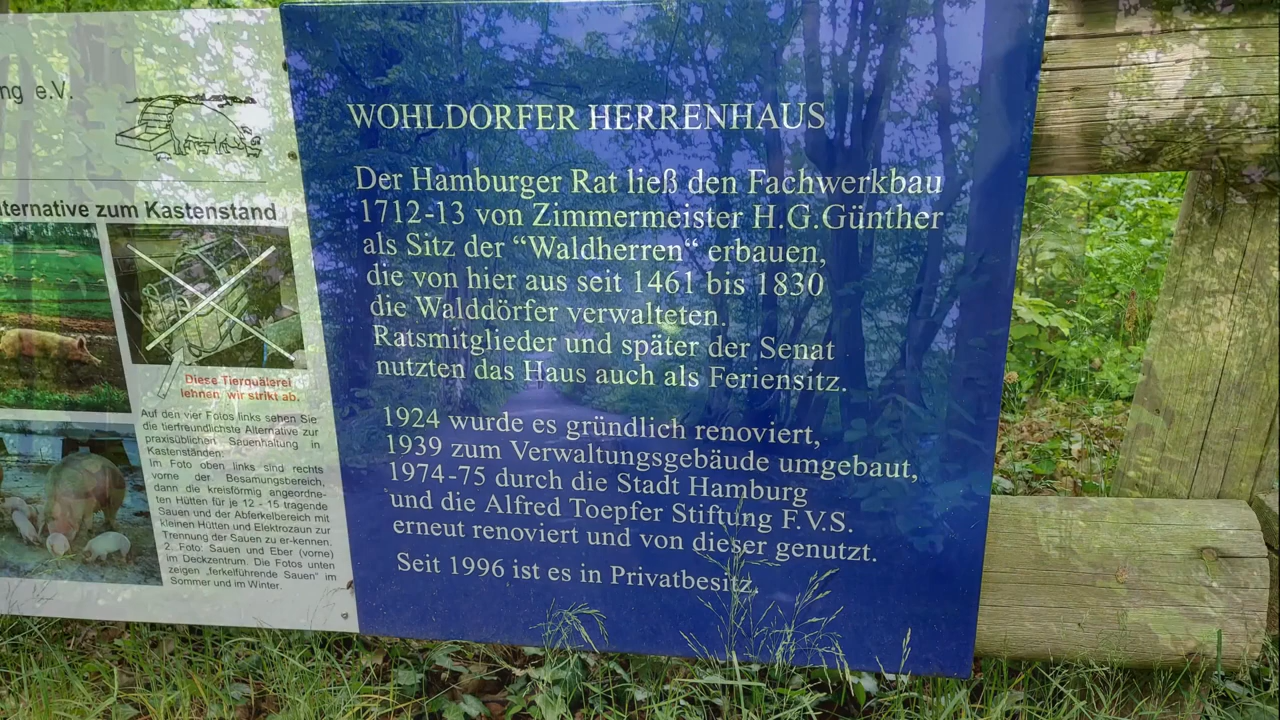 ng e.V.
lternative zum Kastenstand
Diese Tierquälerei
lehnen wir strikt ab.
Auf den vier Fotos links sehen Sie
die tierfreundlichste Alternative zur
praxisüblichen Sauenhaltung in
Kastenständen:
Im Foto oben links sind rechts
vorne der Besamungsbereich,
dann die kreisförmig angeordne-
ten Hütten für je 12 - 15 tragende
Sauen und der Abferkelbereich mit
kleinen Hütten und Elektrozaun zur
Trennung der Sauen zu er-kennen.
2. Foto: Sauen und Eber (vorne)
im Deckzentrum. Die Fotos unten
zeigen „ferkelführende Sauen" im
Sommer und im Winter.
WOHLDORFER HERRENHAUS
Der Hamburger Rat ließ den Fachwerkbau
1712-13 von Zimmermeister H.G.Günther
als Sitz der “Waldherren“ erbauen,
die von hier aus seit 1461 bis 1830
die Walddörfer verwalteten.
Ratsmitglieder und später der Senat
nutzten das Haus auch als Feriensitz.
1924 wurde es gründlich renoviert,
1939 zum Verwaltungsgebäude umgebaut,
1974-75 durch die Stadt Hamburg
und die Alfred Toepfer Stiftung F.V.S.
erneut renoviert und von dieser genutzt.
Seit 1996 ist es in Privatbesitz.